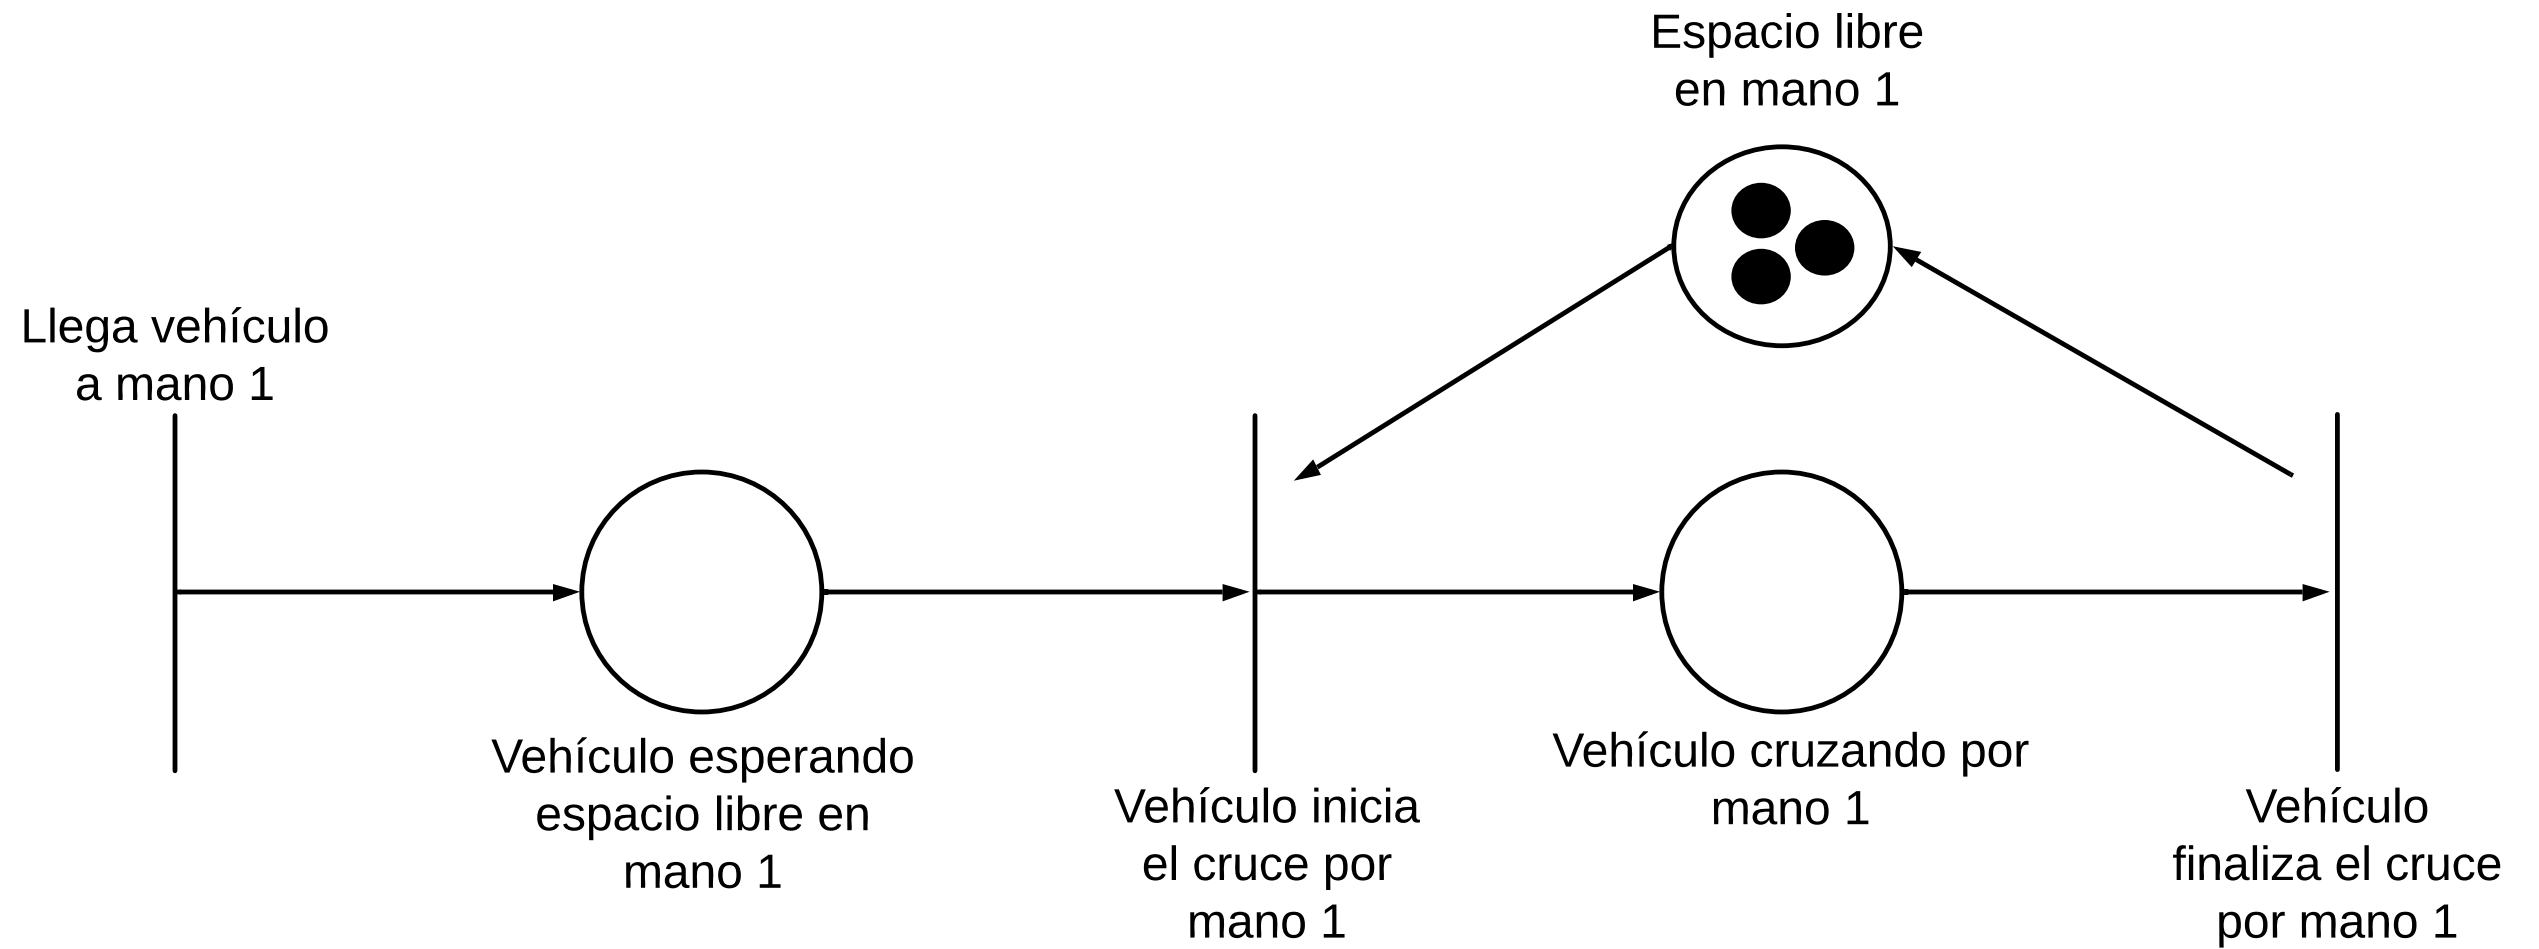 Espacio libre
en mano 1
Llega vehículo
a mano 1
Vehículo esperando
espacio libre en
mano 1
Vehículo inicia
el cruce por
mano 1
Vehículo cruzando por
mano 1
Vehículo
finaliza el cruce
por mano 1